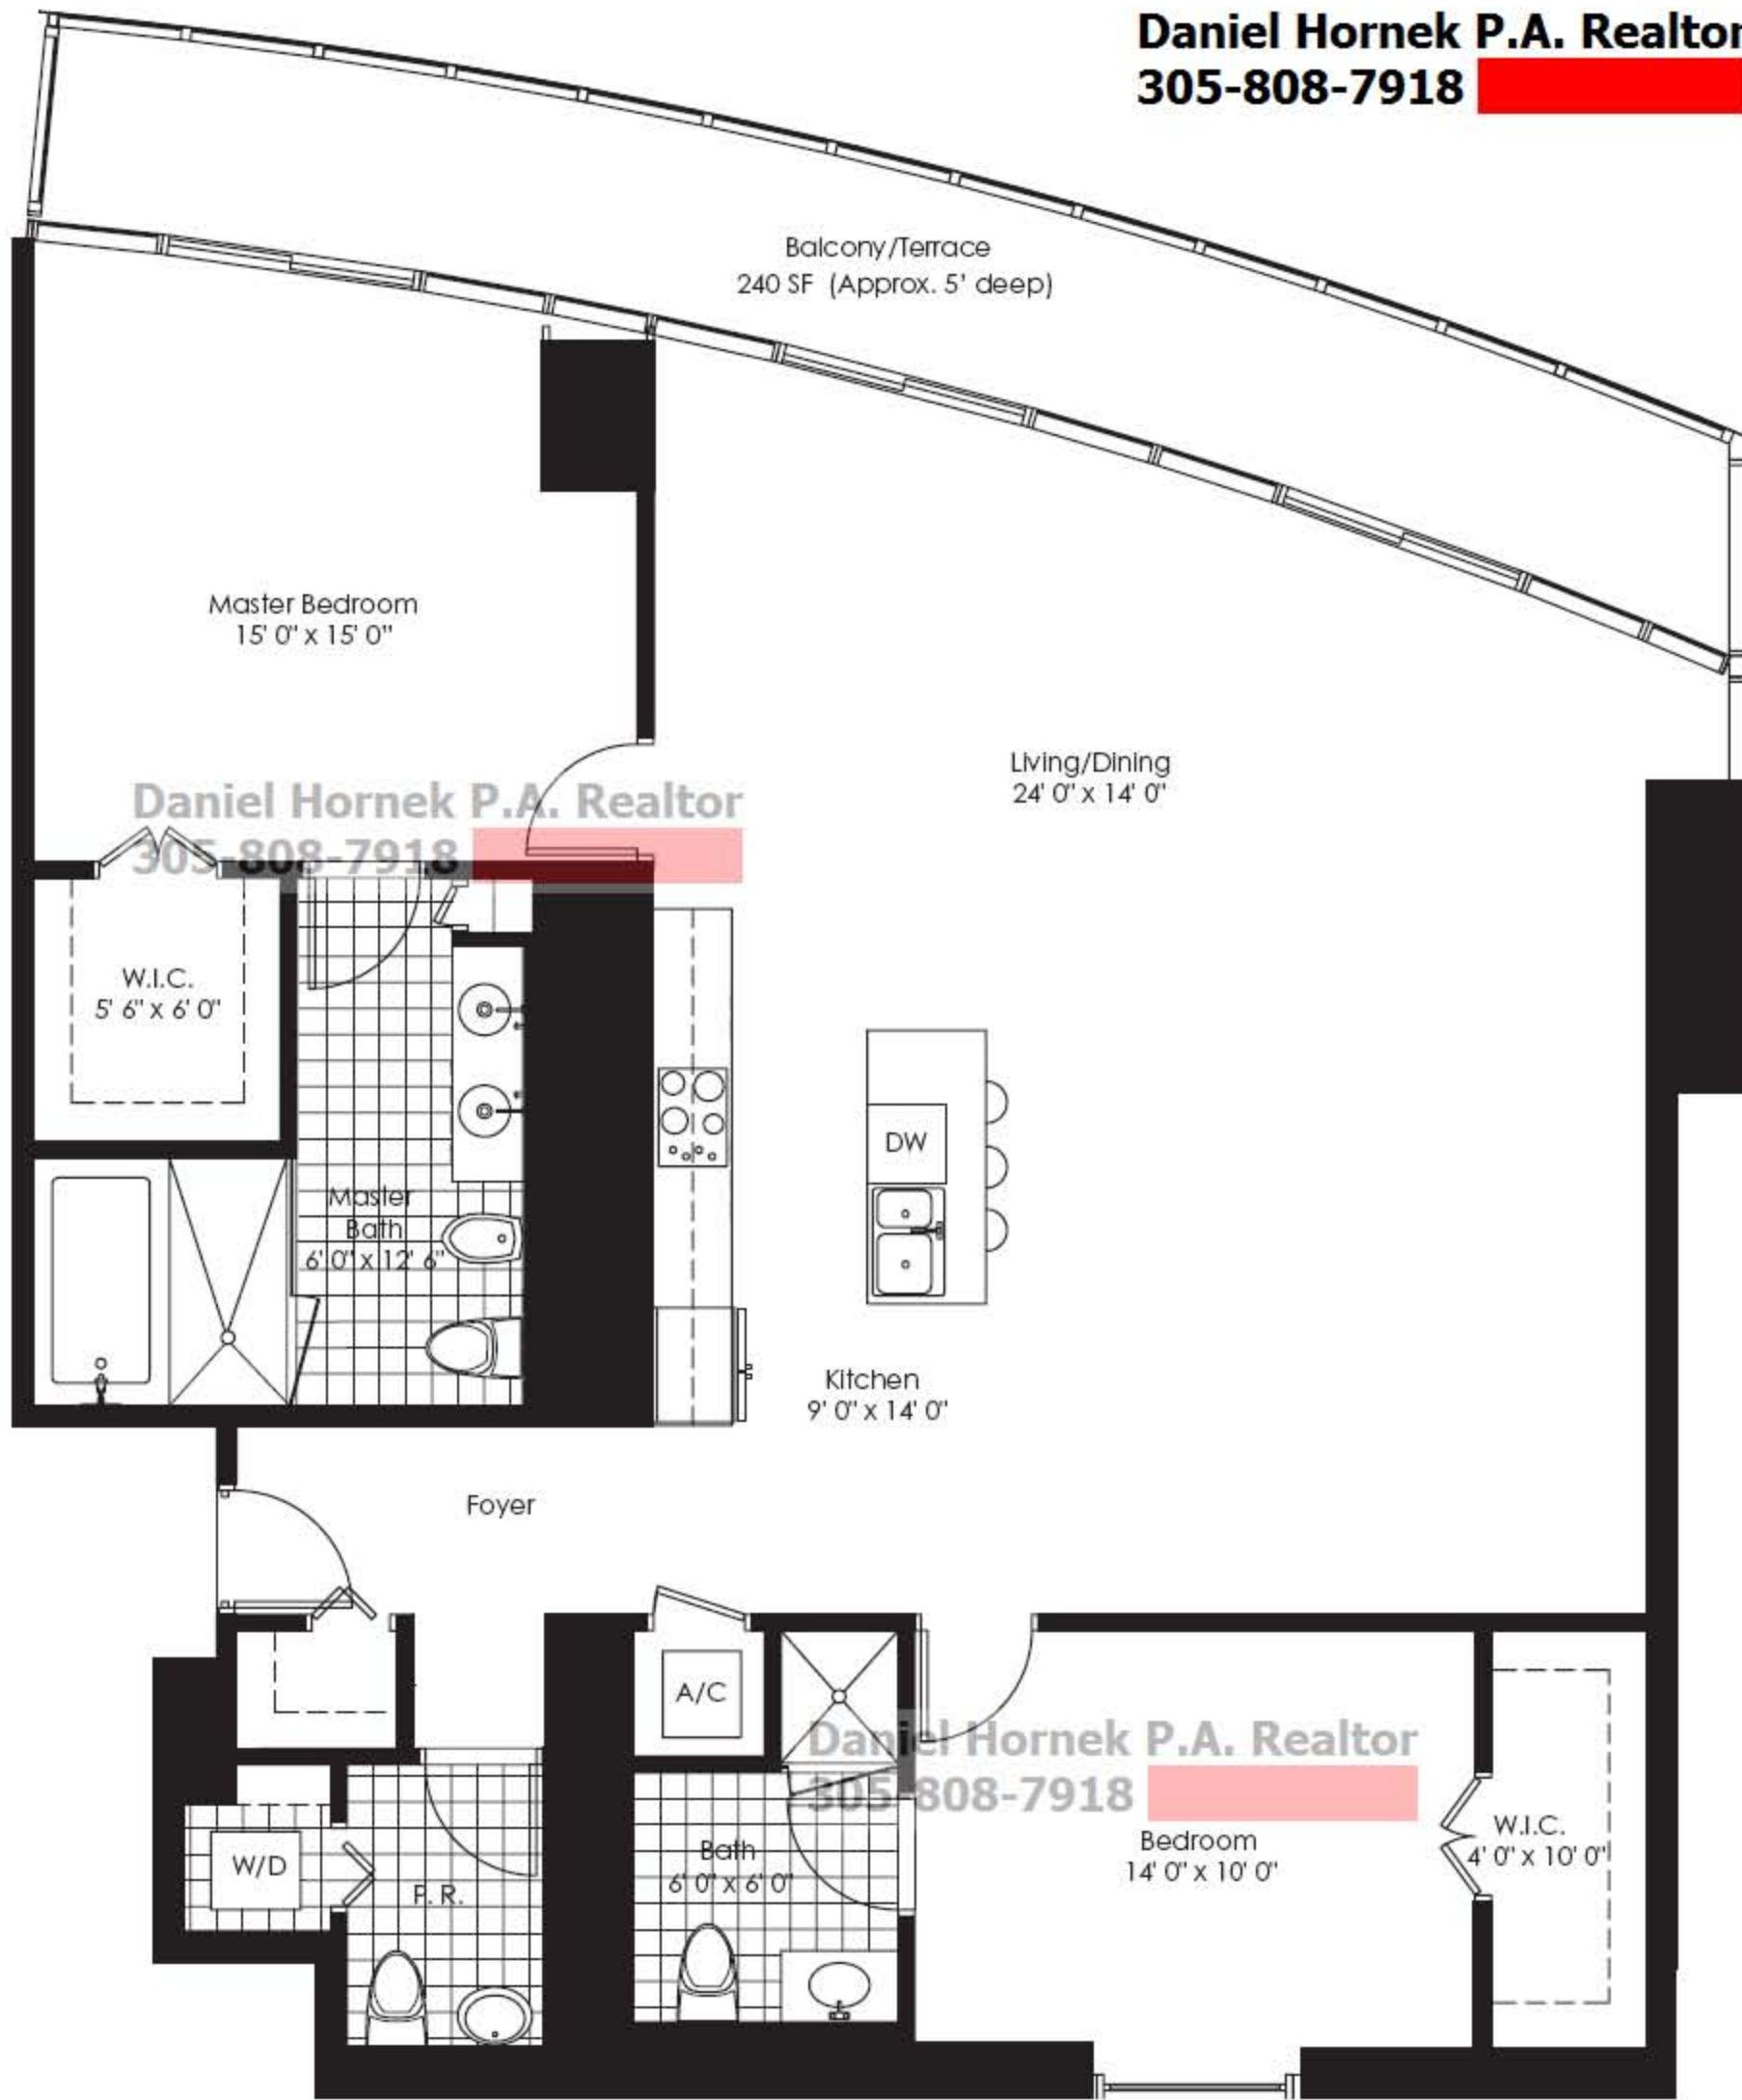 Daniel Hornek P.A. Realtor
305-808-7918
Balcony/Terrace
240 SF (Approx. 5' deep)
Master Bedroom
15' 0" x 15' 0"
Living/Dining
24' 0" x 14' 0"
Daniel Hornek P.A. Realtor
305-808-7918
W.I.C.
5' 6" x 6' 0"
DW
Master
Bath
6' 0" x 12' 6"
Kitchen
9' 0" x 14' 0"
Foyer
A/C
Daniel Hornek P.A. Realtor
305-808-7918
W/D
P. R.
Bath
6' 0" x 6' 0"
Bedroom
14' 0" x 10' 0"
W.I.C.
4' 0" x 10' 0"